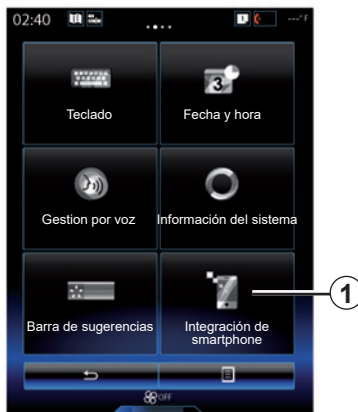 02:40
---°F
Teclado
3
Fecha y hora
Gestion por voz
Información del sistema
Barra de sugerencias
Integración de
smartphone
1
OFF